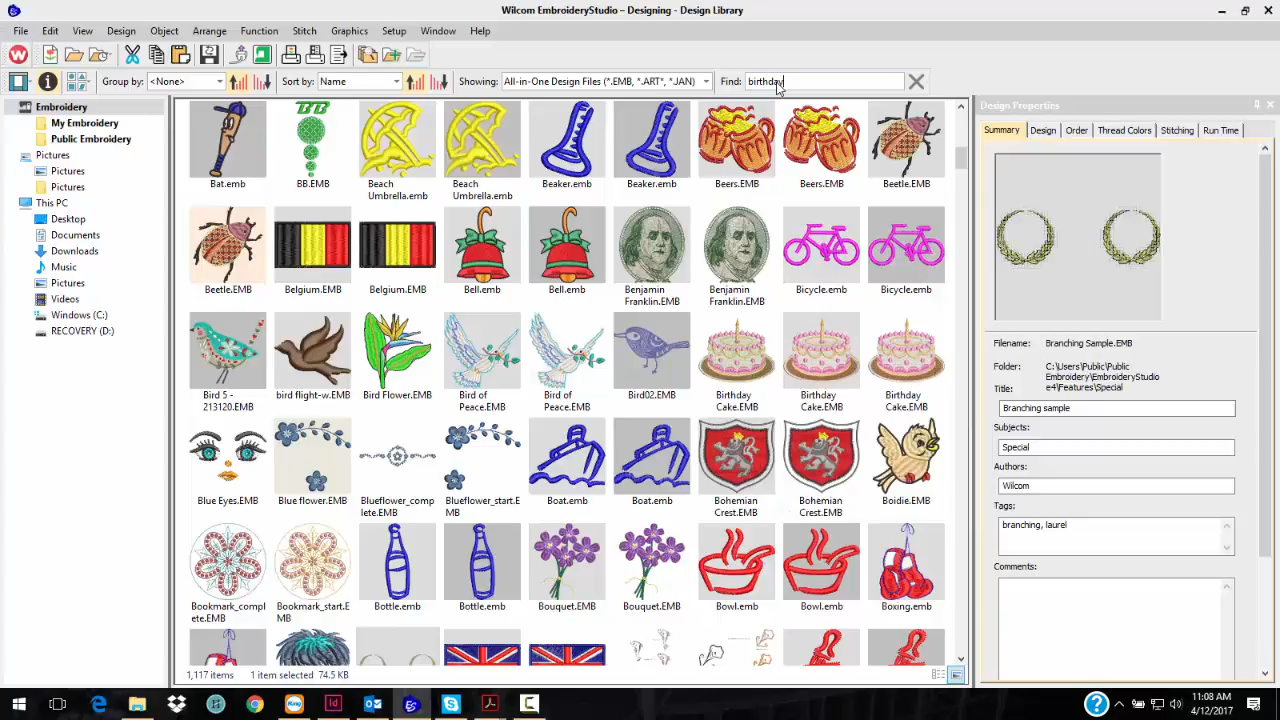 Wilcom EmbroideryStudio – Designing - Design Library
File Edit View Design Object Arrange Function Stitch Graphics Setup Window Help
Group by: <None> Sort by: Name Showing: All-in-One Design Files (*.EMB, *.ART*, *.JAN) Find: birthday
Embroidery
My Embroidery
Public Embroidery
Pictures
Pictures
Pictures
This PC
Desktop
Documents
Downloads
Music
Pictures
Videos
Windows (C:)
RECOVERY (D:)
Bat.emb BB.EMB Beach Umbrella.emb Beach Umbrella.emb Beaker.emb Beaker.emb Beers.EMB Beers.EMB Beetle.EMB
Beetle.EMB Belgium.EMB Belgium.EMB Bell.emb Bell.emb Benjamin Franklin.EMB Benjamin Franklin.EMB Bicycle.emb Bicycle.emb
Bird 5 - 213120.EMB bird flight-w.EMB Bird Flower.EMB Bird of Peace.EMB Bird of Peace.EMB Bird02.EMB Birthday Cake.EMB Birthday Cake.EMB Birthday Cake.EMB
Blue Eyes.EMB Blue flower.EMB Blueflower_complete.EMB Blueflower_start.EMB Boat.emb Boat.emb Bohemian Crest.EMB Bohemian Crest.EMB Boidie.EMB
Bookmark_complete.EMB Bookmark_start.EMB Bottle.emb Bottle.emb Bouquet.EMB Bouquet.EMB Bowl.emb Bowl.emb Boxing.emb
1,117 items 1 item selected 74.5 KB
Design Properties
Summary Design Order Thread Colors Stitching Run Time
Filename: Branching Sample.EMB
Folder: C:\Users\Public\Public
Embroidery\EmbroideryStudio
e4\Features\Special
Title:
Branching sample
Subjects:
Special
Authors:
Wilcom
Tags:
branching, laurel
Comments:
11:08 AM
4/12/2017